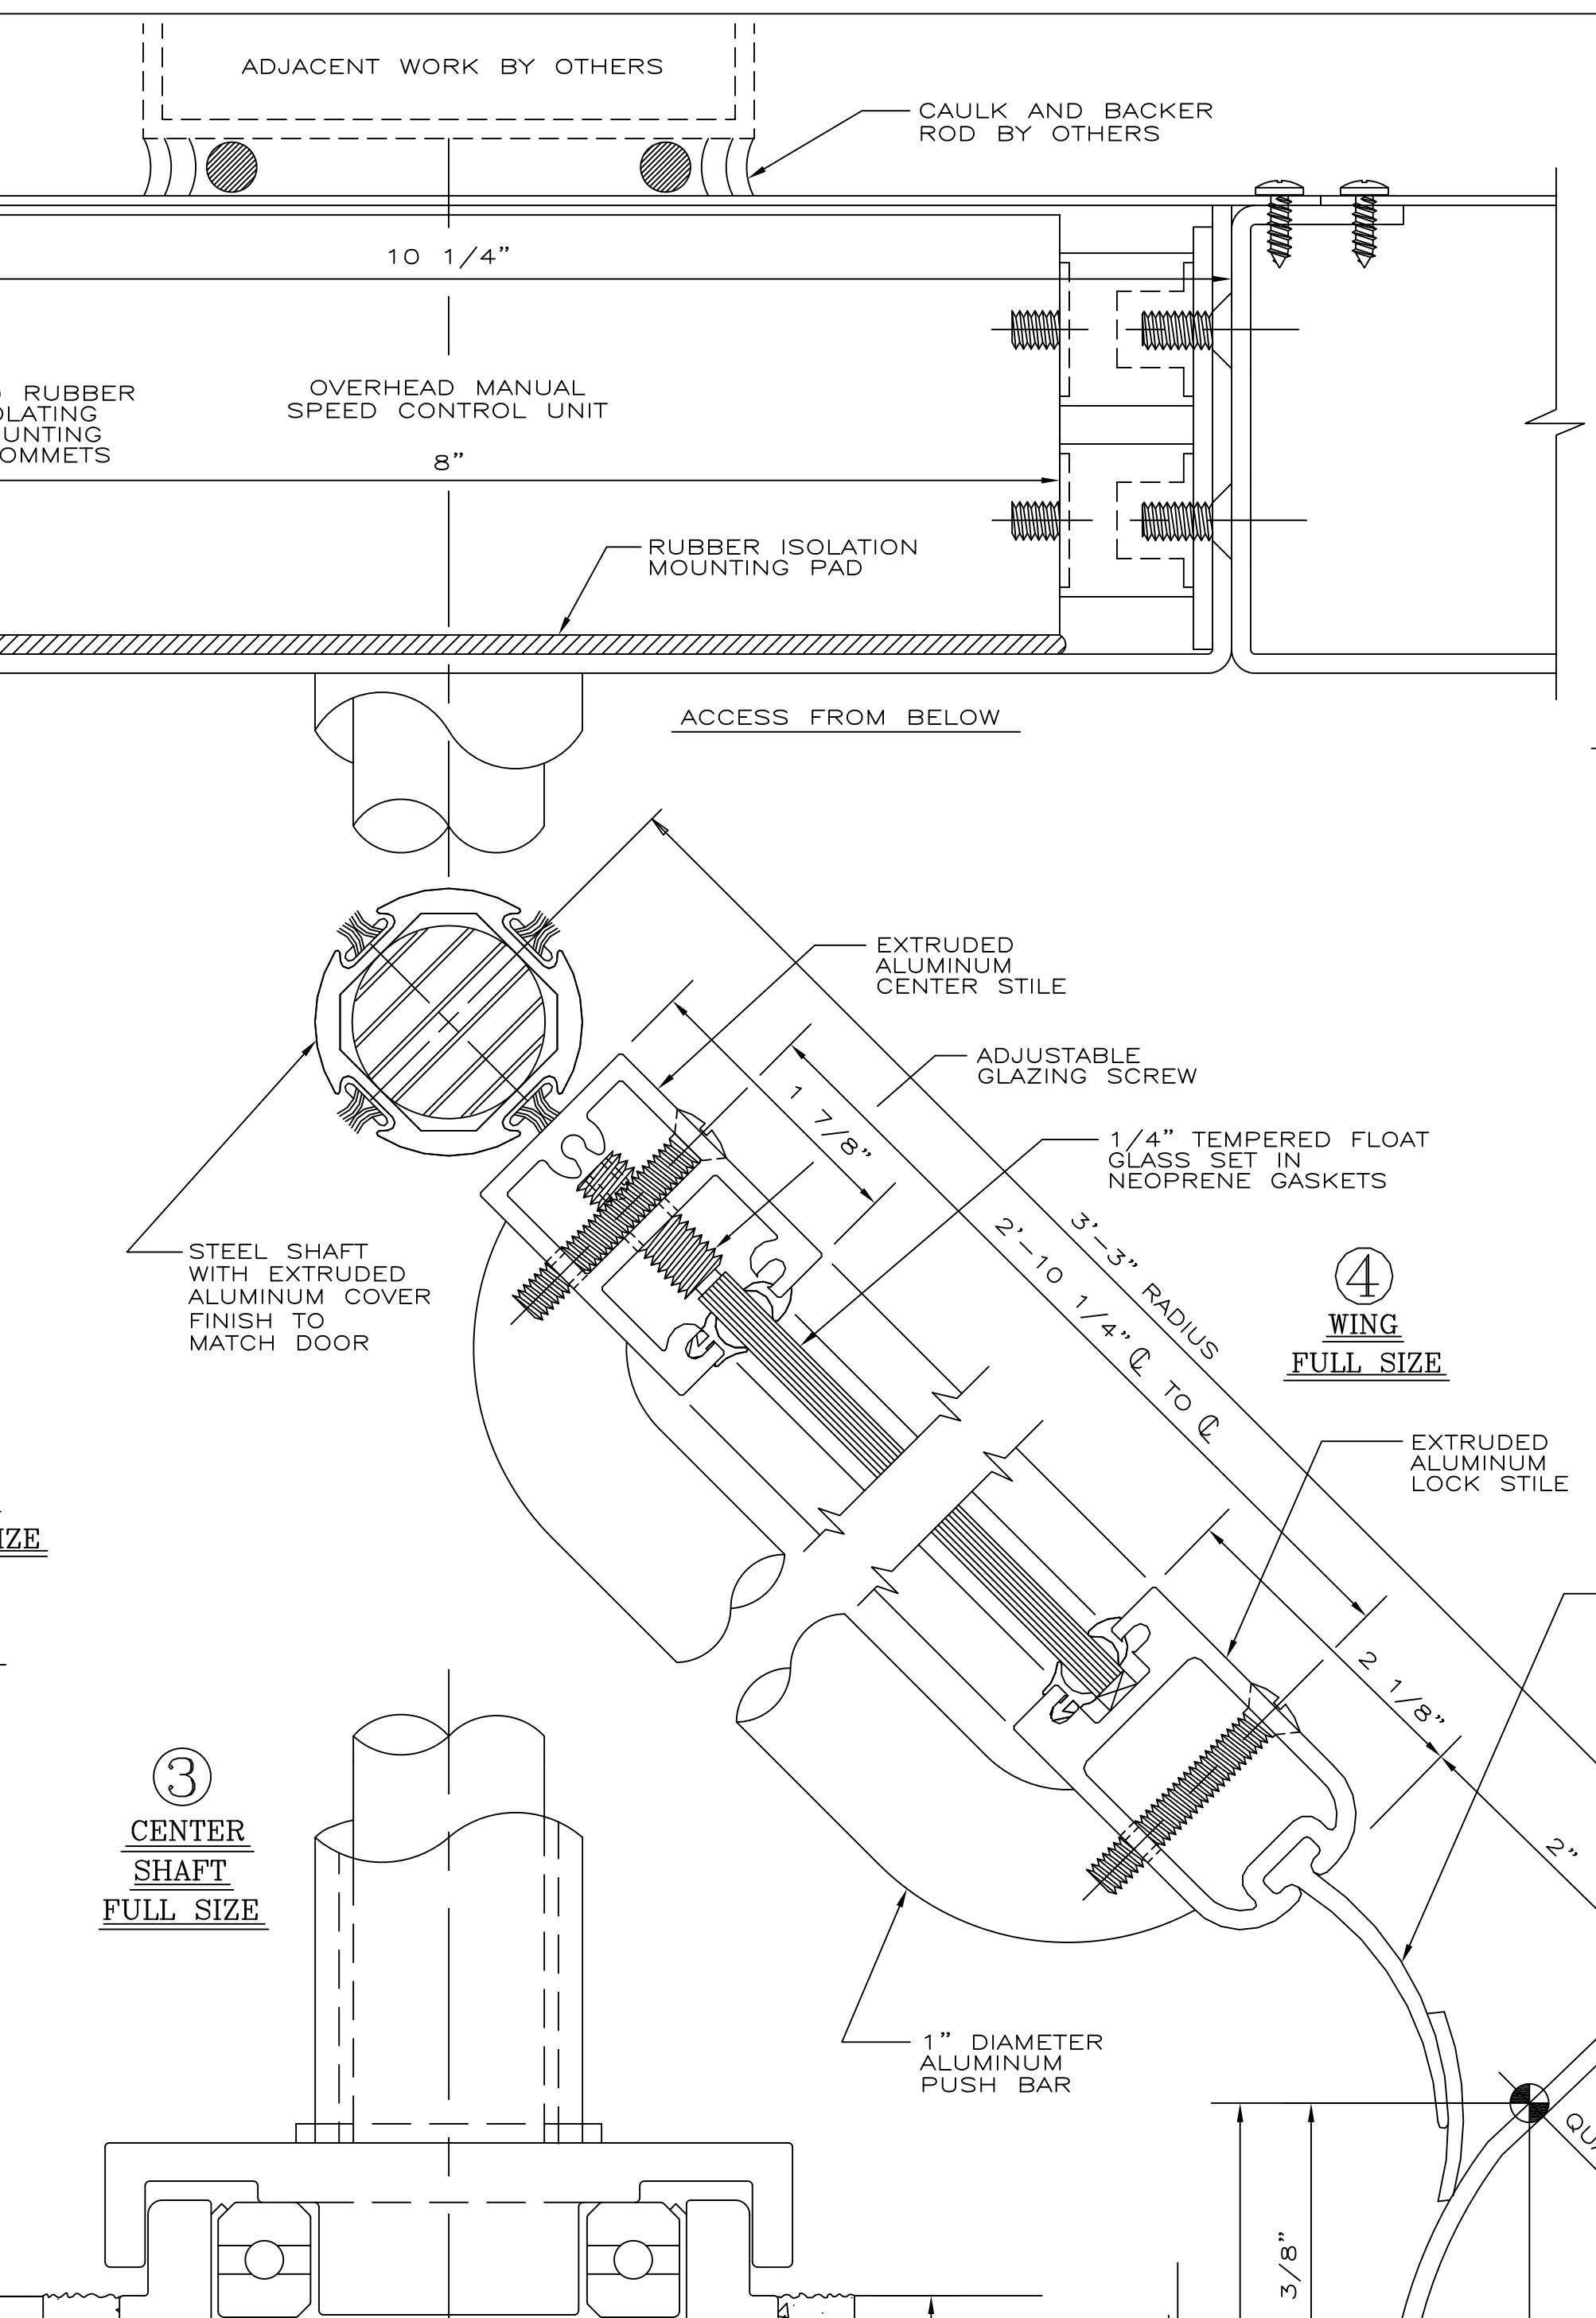 ADJACENT WORK BY OTHERS
CAULK AND BACKER
ROD BY OTHERS
10 1/4”
RUBBER
OVERHEAD MANUAL
SPEED CONTROL UNIT
8”
RUBBER ISOLATION
MOUNTING PAD
ACCESS FROM BELOW
EXTRUDED
ALUMINUM
CENTER STILE
ADJUSTABLE
GLAZING SCREW
1 7/8”
1/4” TEMPERED FLOAT
GLASS SET IN
NEOPRENE GASKETS
3’-3” RADIUS
2’-10 1/4” ℄ TO ℄
STEEL SHAFT
WITH EXTRUDED
ALUMINUM COVER
FINISH TO
MATCH DOOR
4
WING
FULL SIZE
EXTRUDED
ALUMINUM
LOCK STILE
2 1/8”
2”
3
CENTER
SHAFT
FULL SIZE
1” DIAMETER
ALUMINUM
PUSH BAR
3/8”